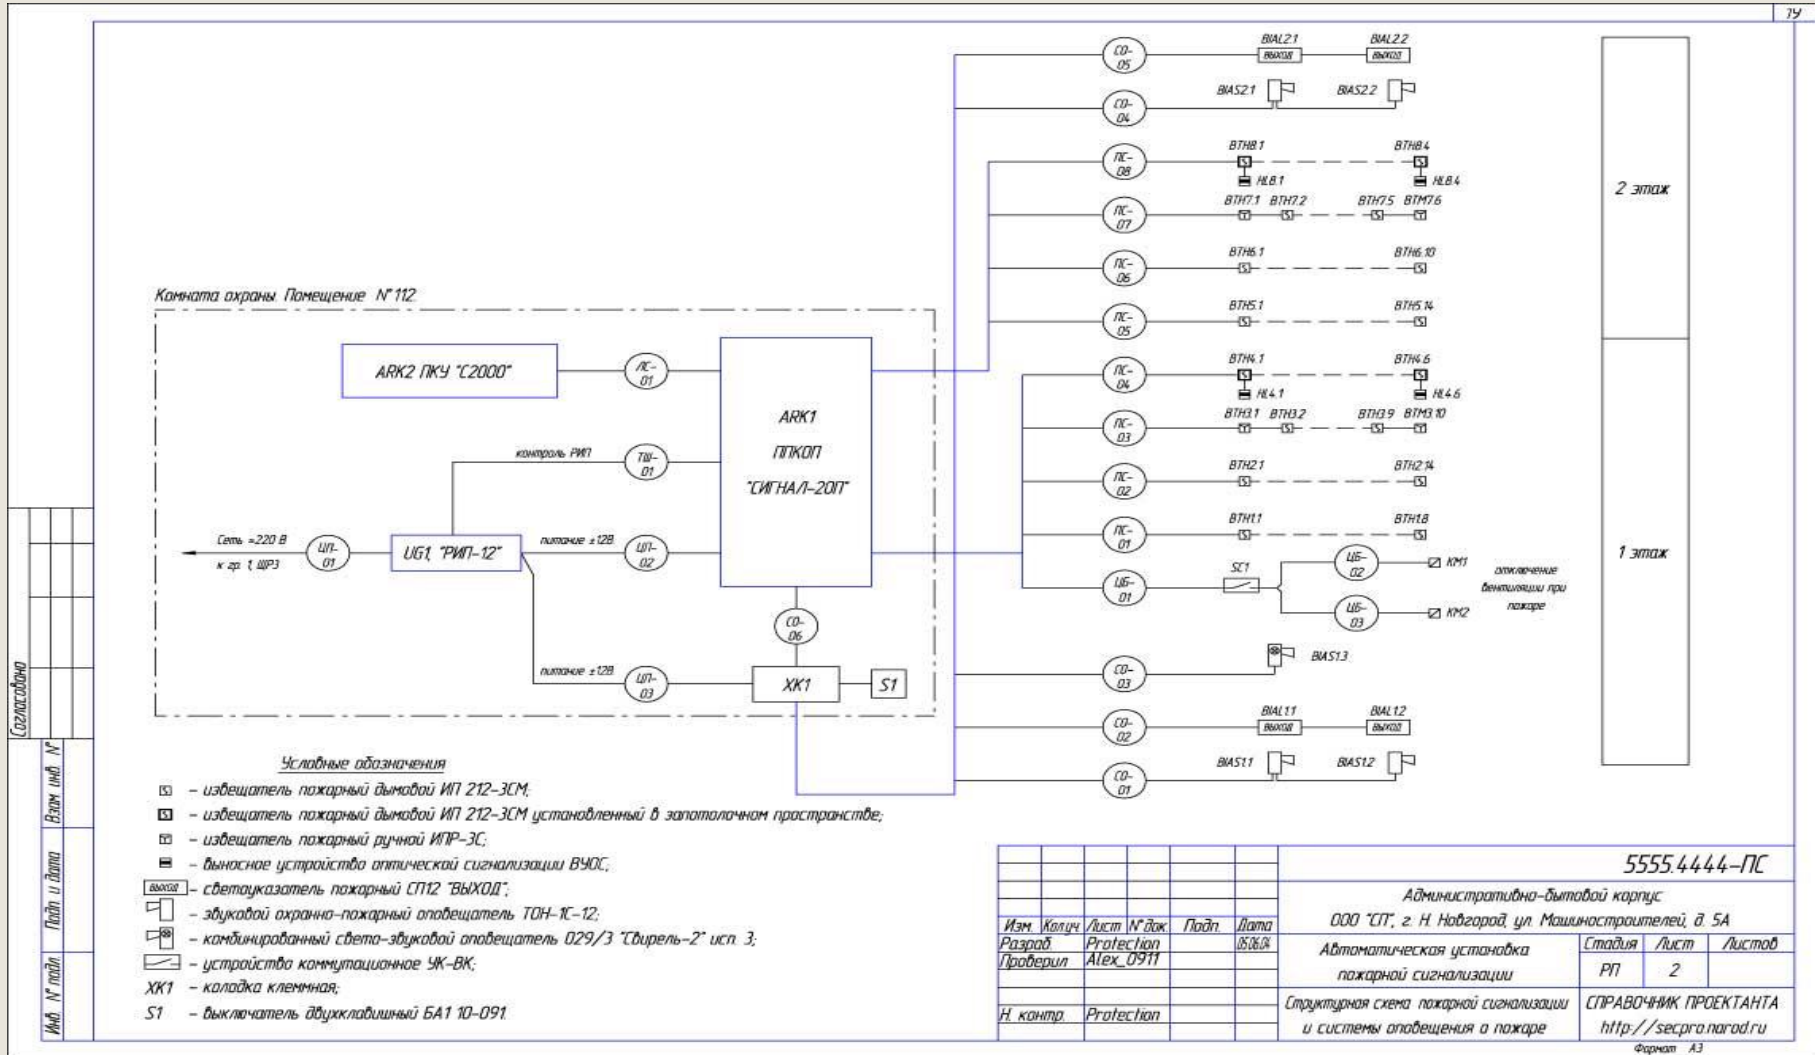 ТУ
СО-
05
BIAL2.1
ВЫХОД
BIAL2.2
ВЫХОД
СО-
04
BIAS2.1
BIAS2.2
ПС-
08
BTH8.1
BTH8.4
HL8.1
HL8.4
ПС-
07
BTH7.1
BTH7.2
BTH7.5
BTM7.6
ПС-
06
BTH6.1
BTH6.10
ПС-
05
BTH5.1
BTH5.14
2 этаж
ПС-
04
BTH4.1
BTH4.6
HL4.1
HL4.6
ПС-
03
BTH3.1
BTH3.2
BTH3.9
BTM3.10
ПС-
02
BTH2.1
BTH2.14
ПС-
01
BTH1.1
BTH1.8
ЦБ-
01
SC1
ЦБ-
02
KM1
ЦБ-
03
KM2
отключение
вентиляции при
пожаре
СО-
03
BIAS1.3
СО-
02
BIAL1.1
ВЫХОД
BIAL1.2
ВЫХОД
СО-
01
BIAS1.1
BIAS1.2
1 этаж
Комната охраны. Помещение N°112.
ARK2 ПКУ "С2000"
ЛС-
01
ARK1
ППКОП
"СИГНАЛ-20П"
контроль РИП
ТШ-
01
Сеть ≈220 В
к гр. 1, ЩР3
ЦП-
01
UG1, "РИП-12"
питание ±12В
ЦП-
02
СО-
06
питание ±12В
ЦП-
03
XK1
S1
Условные обозначения
– извещатель пожарный дымовой ИП 212-3СМ;
– извещатель пожарный дымовой ИП 212-3СМ установленный в запотолочном пространстве;
– извещатель пожарный ручной ИПР-3С;
– выносное устройство оптической сигнализации ВУОС;
ВЫХОД – светоуказатель пожарный СП12 "ВЫХОД";
– звуковой охранно-пожарный оповещатель ТОН-1С-12;
– комбинированный свето-звуковой оповещатель 029/3 "Свирель-2" исп. 3;
– устройство коммутационное УК-ВК;
XK1 – колодка клеммная;
S1 – выключатель двухклавишный БА1 10-091.
Согласовано
Взам. инв. N°
Подп. и дата
Инв. N° подл.
5555.4444-ПС
Административно-бытовой корпус
ООО "СП", г. Н. Новгород, ул. Машиностроителей, д. 5А
Изм. Кол.уч. Лист N°док. Подп. Дата
Разраб. Protection 05.06.04
Проверил Alex_0911
Н. контр. Protection
Автоматическая установка
пожарной сигнализации
Стадия Лист Листов
РП 2
Структурная схема пожарной сигнализации
и системы оповещения о пожаре
СПРАВОЧНИК ПРОЕКТАНТА
http://secpro.narod.ru
Формат А3